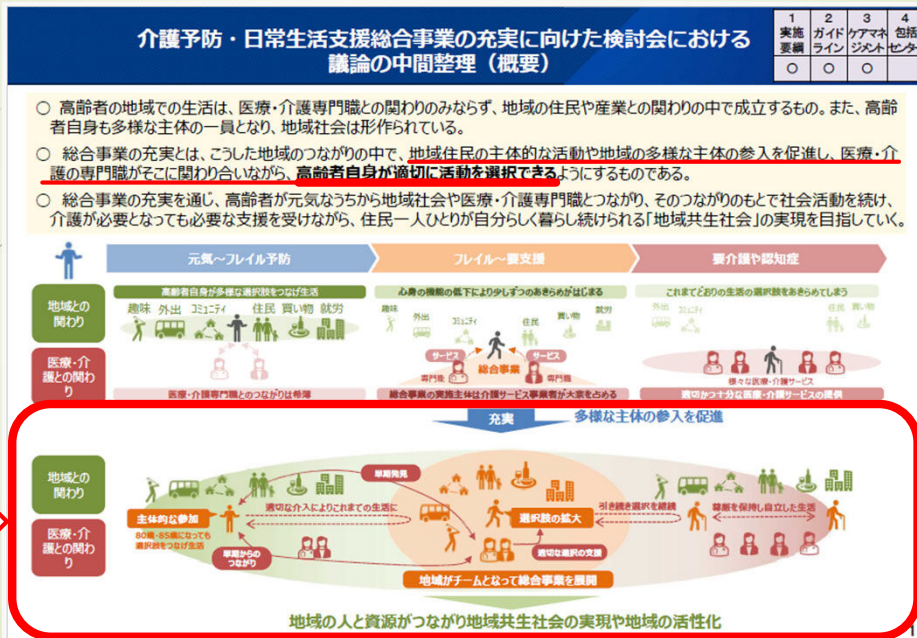 介護予防・日常生活支援総合事業の充実に向けた検討会における
議論の中間整理（概要）
1 2 3 4
実施要綱 ガイドライン ケアマネジメント 包括センター
○ ○ ○
○ 高齢者の地域での生活は、医療・介護専門職との関わりのみならず、地域の住民や産業との関わりの中で成立するもの。また、高齢
者自身も多様な主体の一員となり、地域社会は形作られている。
○ 総合事業の充実とは、こうした地域のつながりの中で、地域住民の主体的な活動や地域の多様な主体の参入を促進し、医療・介
護の専門職がそこに関わり合いながら、高齢者自身が適切に活動を選択できるようにするものである。
○ 総合事業の充実を通じ、高齢者が元気なうちから地域社会や医療・介護専門職とつながり、そのつながりのもとで社会活動を続け、
介護が必要となっても必要な支援を受けながら、住民一人ひとりが自分らしく暮らし続けられる「地域共生社会」の実現を目指していく。
元気～フレイル予防
フレイル～要支援
要介護や認知症
地域との
関わり
高齢者自身が多様な選択肢をつなげ生活
趣味 外出 コミュニティ 住民 買い物 就労
心身の機能の低下により少しずつのあきらめがはじまる
趣味 外出 コミュニティ 住民 買い物 就労
これまでどおりの生活の選択肢をあきらめてしまう
外出 コミュニティ 住民 買い物
医療・介
護との関わ
り
医療・介護専門職とのつながりは希薄
サービス サービス
専門職 総合事業 専門職
総合事業の実施主体は介護サービス事業者が大宗を占める
様々な医療・介護サービス
適切かつ十分な医療・介護サービスの提供
充実
多様な主体の参入を促進
地域との
関わり
医療・介
護との関わ
り
早期発見
主体的な参加
80歳・85歳になっても
選択肢をつなげ生活
適切な介入によりこれまでの生活に
早期からの
つながり
選択肢の拡大
適切な選択の支援
引き続き選択を継続
尊厳を保持し自立した生活
地域がチームとなって総合事業を展開
地域の人と資源がつながり地域共生社会の実現や地域の活性化
1